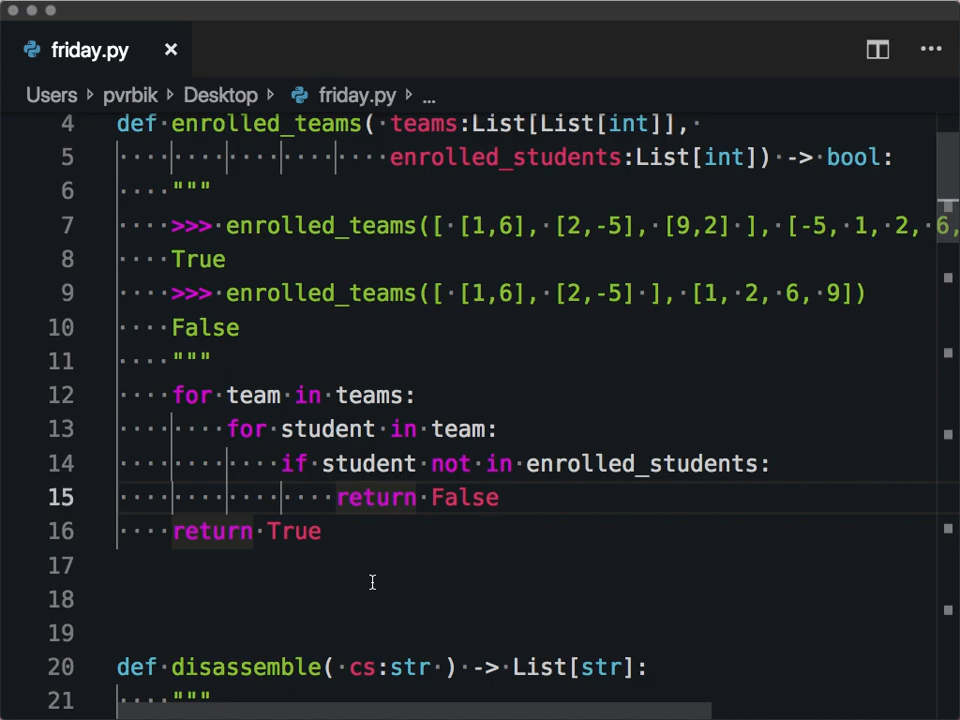 friday.py ×
Users pvrbik Desktop friday.py ...
4 def enrolled_teams( teams:List[List[int]],
5 enrolled_students:List[int]) -> bool:
6 """
7 >>> enrolled_teams([ [1,6], [2,-5], [9,2] ], [-5, 1, 2, 6,
8 True
9 >>> enrolled_teams([ [1,6], [2,-5] ], [1, 2, 6, 9])
10 False
11 """
12 for team in teams:
13 for student in team:
14 if student not in enrolled_students:
15 return False
16 return True
17
18
19
20 def disassemble( cs:str ) -> List[str]:
21 """